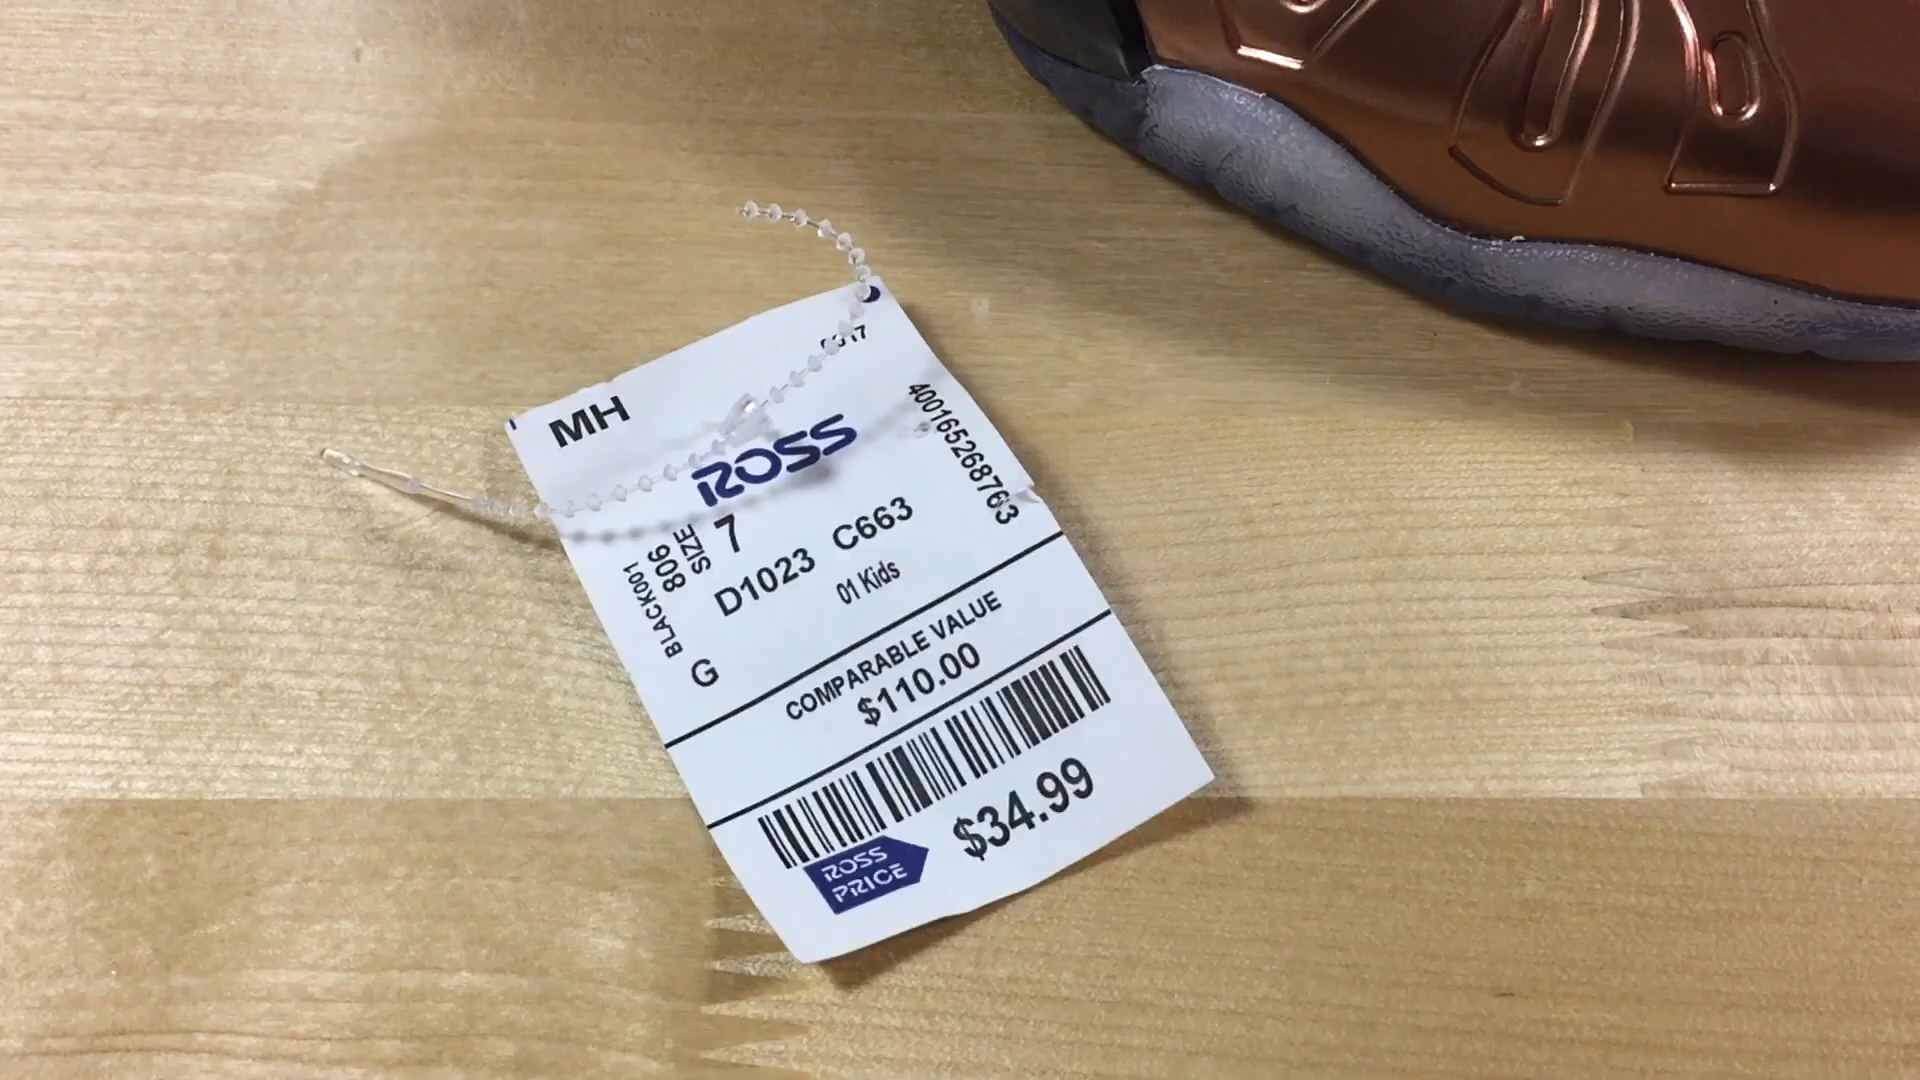 MH
ROSS
400165268763
SIZE 7
806
BLACK001
D1023 C663
01 Kids
G
COMPARABLE VALUE
$110.00
ROSS
PRICE
$34.99